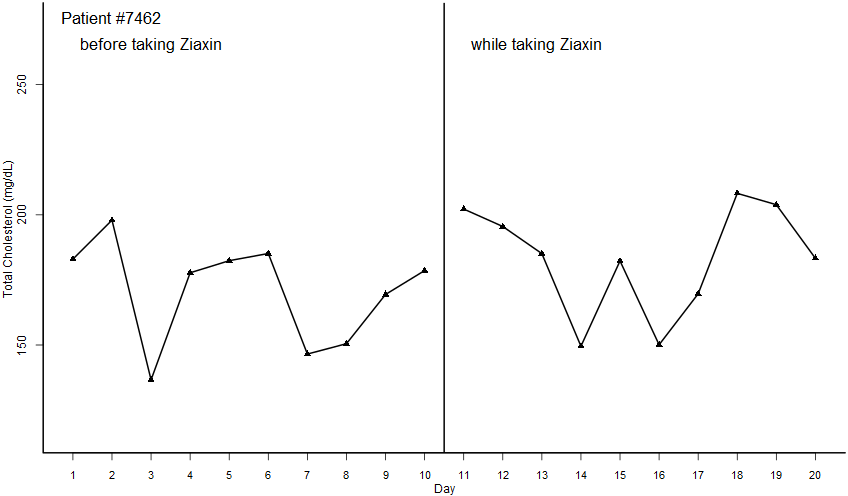 Patient #7462
before taking Ziaxin
while taking Ziaxin
Total Cholesterol (mg/dL)
250
200
150
1 2 3 4 5 6 7 8 9 10 11 12 13 14 15 16 17 18 19 20
Day